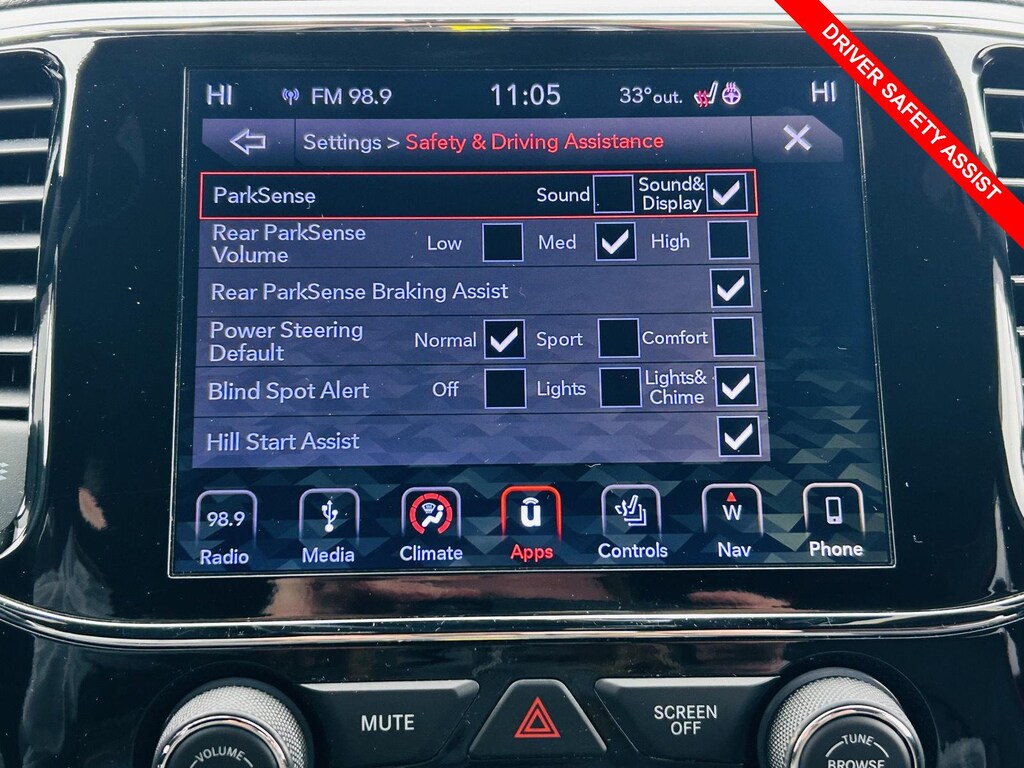 DRIVER SAFETY ASSIST
HI FM 98.9 11:05 33°out. HI
Settings > Safety & Driving Assistance
ParkSense Sound Sound& Display
Rear ParkSense Volume Low Med High
Rear ParkSense Braking Assist
Power Steering Default Normal Sport Comfort
Blind Spot Alert Off Lights Lights& Chime
Hill Start Assist
98.9 u W
Radio Media Climate Apps Controls Nav Phone
MUTE SCREEN OFF
VOLUME TUNE
BROWSE